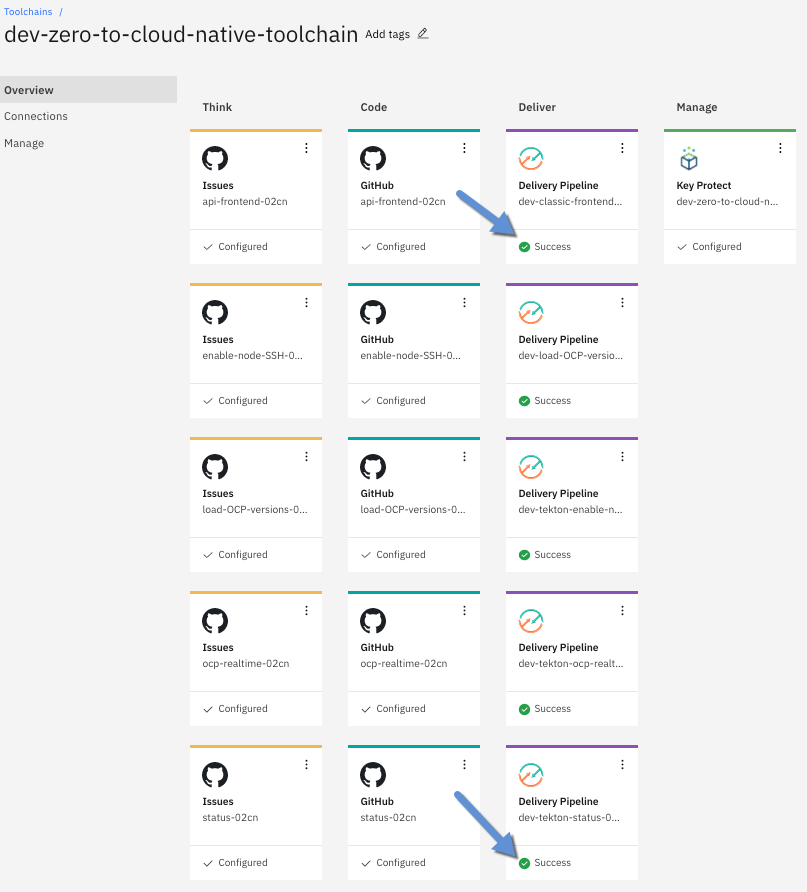 Toolchains /
dev-zero-to-cloud-native-toolchain Add tags
Overview
Connections
Manage
Think Code Deliver Manage
Issues GitHub Delivery Pipeline Key Protect
api-frontend-02cn api-frontend-02cn dev-classic-frontend... dev-zero-to-cloud-n...
Configured Configured Success Configured
Issues GitHub Delivery Pipeline
enable-node-SSH-0... enable-node-SSH-0... dev-load-OCP-versio...
Configured Configured Success
Issues GitHub Delivery Pipeline
load-OCP-versions-0... load-OCP-versions-0... dev-tekton-enable-n...
Configured Configured Success
Issues GitHub Delivery Pipeline
ocp-realtime-02cn ocp-realtime-02cn dev-tekton-ocp-realt...
Configured Configured Success
Issues GitHub Delivery Pipeline
status-02cn status-02cn dev-tekton-status-0...
Configured Configured Success